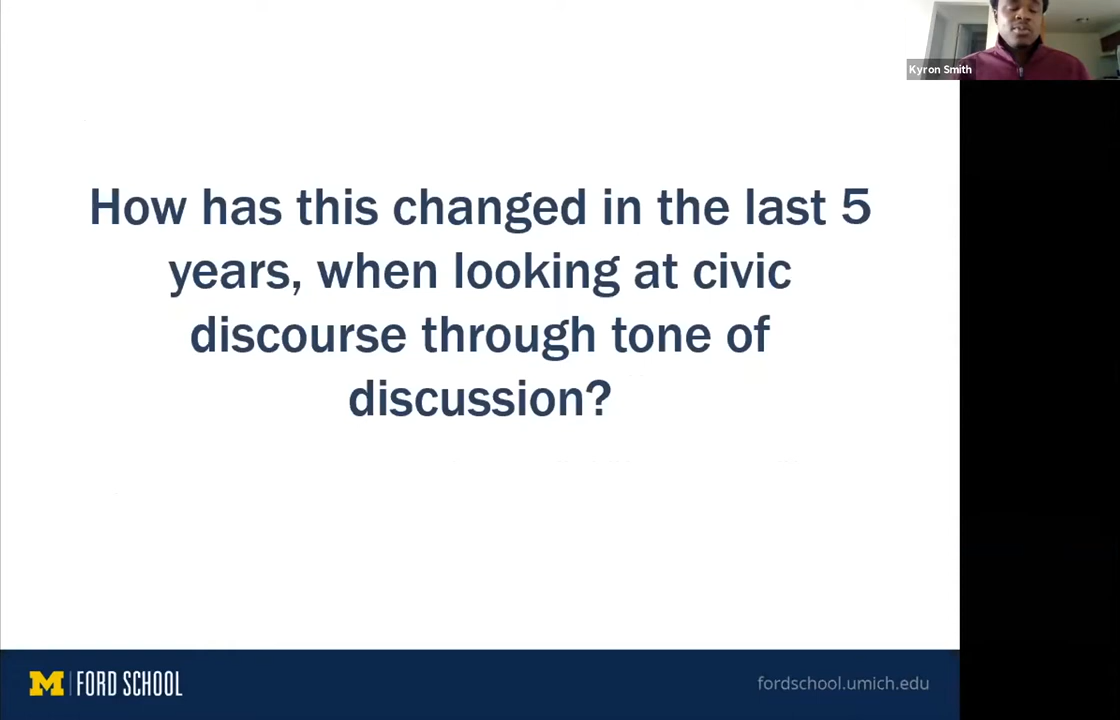 Kyron Smith
How has this changed in the last 5
years, when looking at civic
discourse through tone of
discussion?
M FORD SCHOOL
fordschool.umich.edu